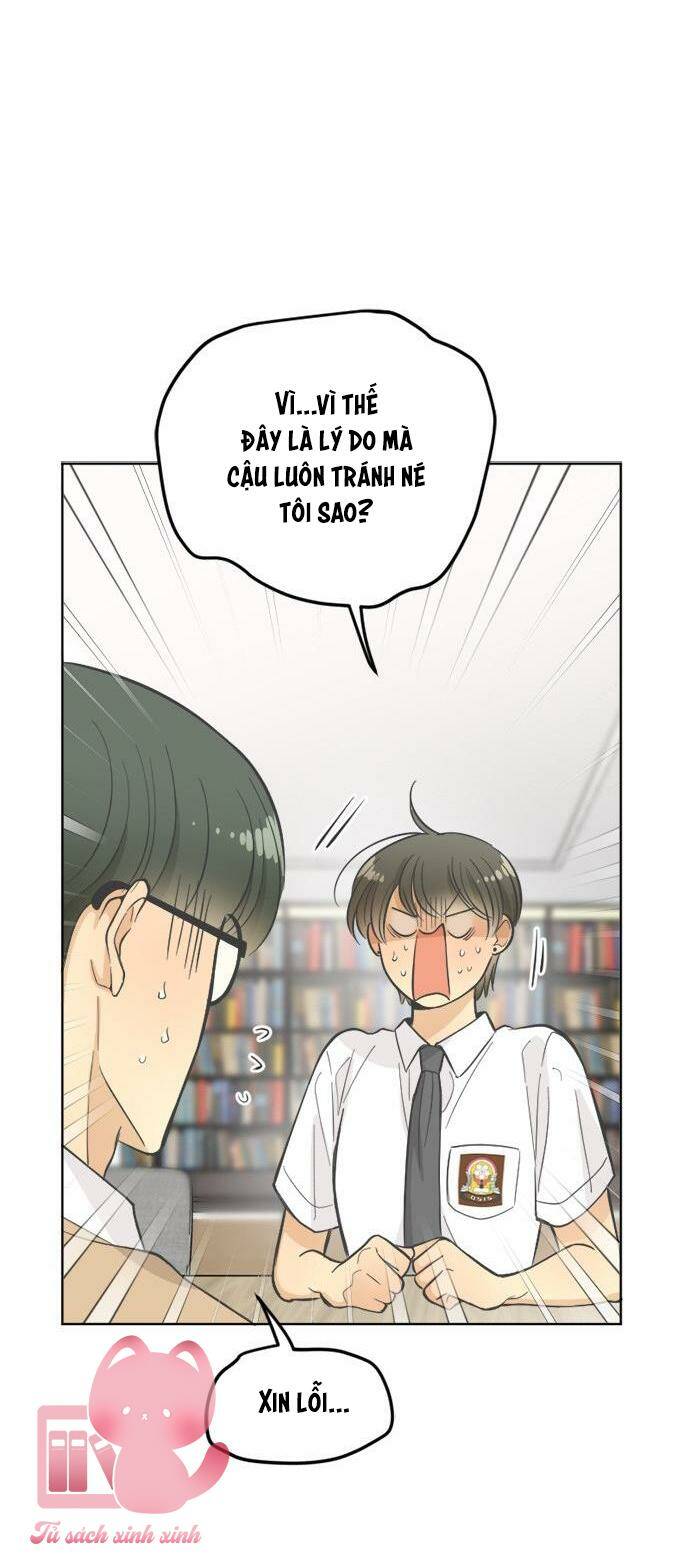 VÌ...VÌ THẾ
ĐÂY LÀ LÝ DO MÀ
CẬU LUÔN TRÁNH NÉ
TÔI SAO?
OSIS
XIN LỖI...
Tủ sách xinh xinh